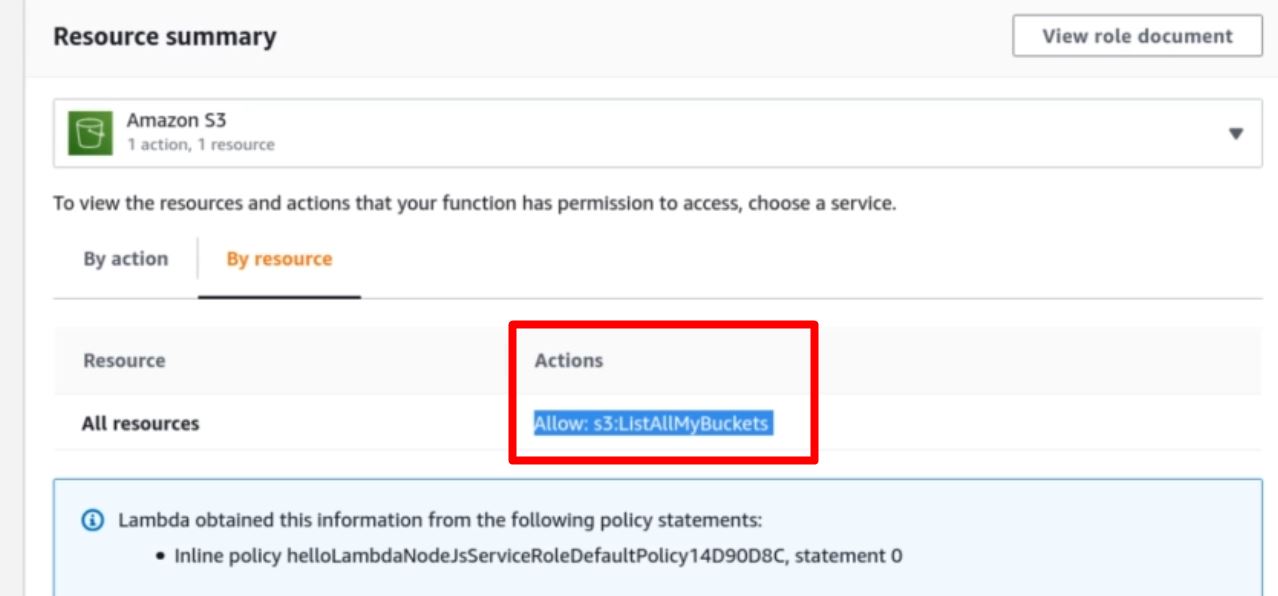 Resource summary
View role document
Amazon S3
1 action, 1 resource
To view the resources and actions that your function has permission to access, choose a service.
By action
By resource
Resource
Actions
All resources
Allow: s3:ListAllMyBuckets
Lambda obtained this information from the following policy statements:
• Inline policy helloLambdaNodeJsServiceRoleDefaultPolicy14D90D8C, statement 0